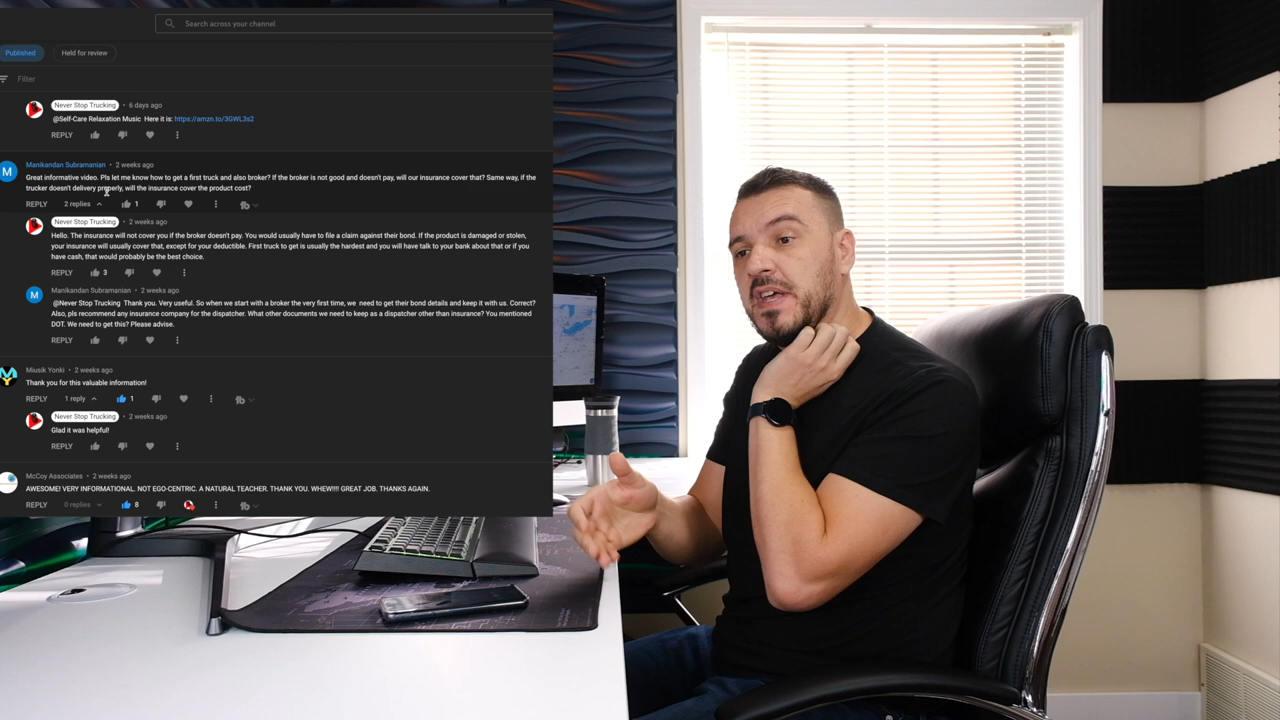 Search across your channel
Published
Held for review
Filter
Never Stop Trucking • 6 days ago
Self-Care Relaxation Music Here it is: https://amzn.to/3GWL3s2
REPLY
Manikandan Subramanian • 2 weeks ago
Great informative video. Pls let me know how to get a first truck and also broker? If the broker does doesn't pay, will our insurance cover that? Same way, if the
trucker doesn't delivery properly, will the insurance cover the product cost?
REPLY 2 replies 1
Never Stop Trucking • 2 weeks ago
Hello. The insurance will not cover you if the broker doesn't pay. You would have to file a claim against their bond. If the product is damaged or stolen,
your insurance will usually cover that, except for your deductible. First truck to get is usually on credit and you will have talk to your bank about that or if you
have cash, that would probably be the best choice.
REPLY 3
Manikandan Subramanian • 2 weeks ago
@Never Stop Trucking Thank you. Very useful. So when we start with a broker the very first time, we need to get their bond details and keep it with us. Correct?
Also, pls recommend any insurance company for the dispatcher. What other documents we need to keep as a dispatcher other than insurance? You mentioned
DOT. We need to get this? Please advise.
REPLY
Miusik Yonki • 2 weeks ago
Thank you for this valuable information!
REPLY 1 reply 1
Never Stop Trucking • 2 weeks ago
Glad it was helpful!
REPLY
McCoy Associates • 2 weeks ago
AWESOME! VERY INFORMATIONAL. NOT EGO-CENTRIC. A NATURAL TEACHER. THANK YOU. WHEW!!!! GREAT JOB. THANKS AGAIN.
REPLY 0 replies 8